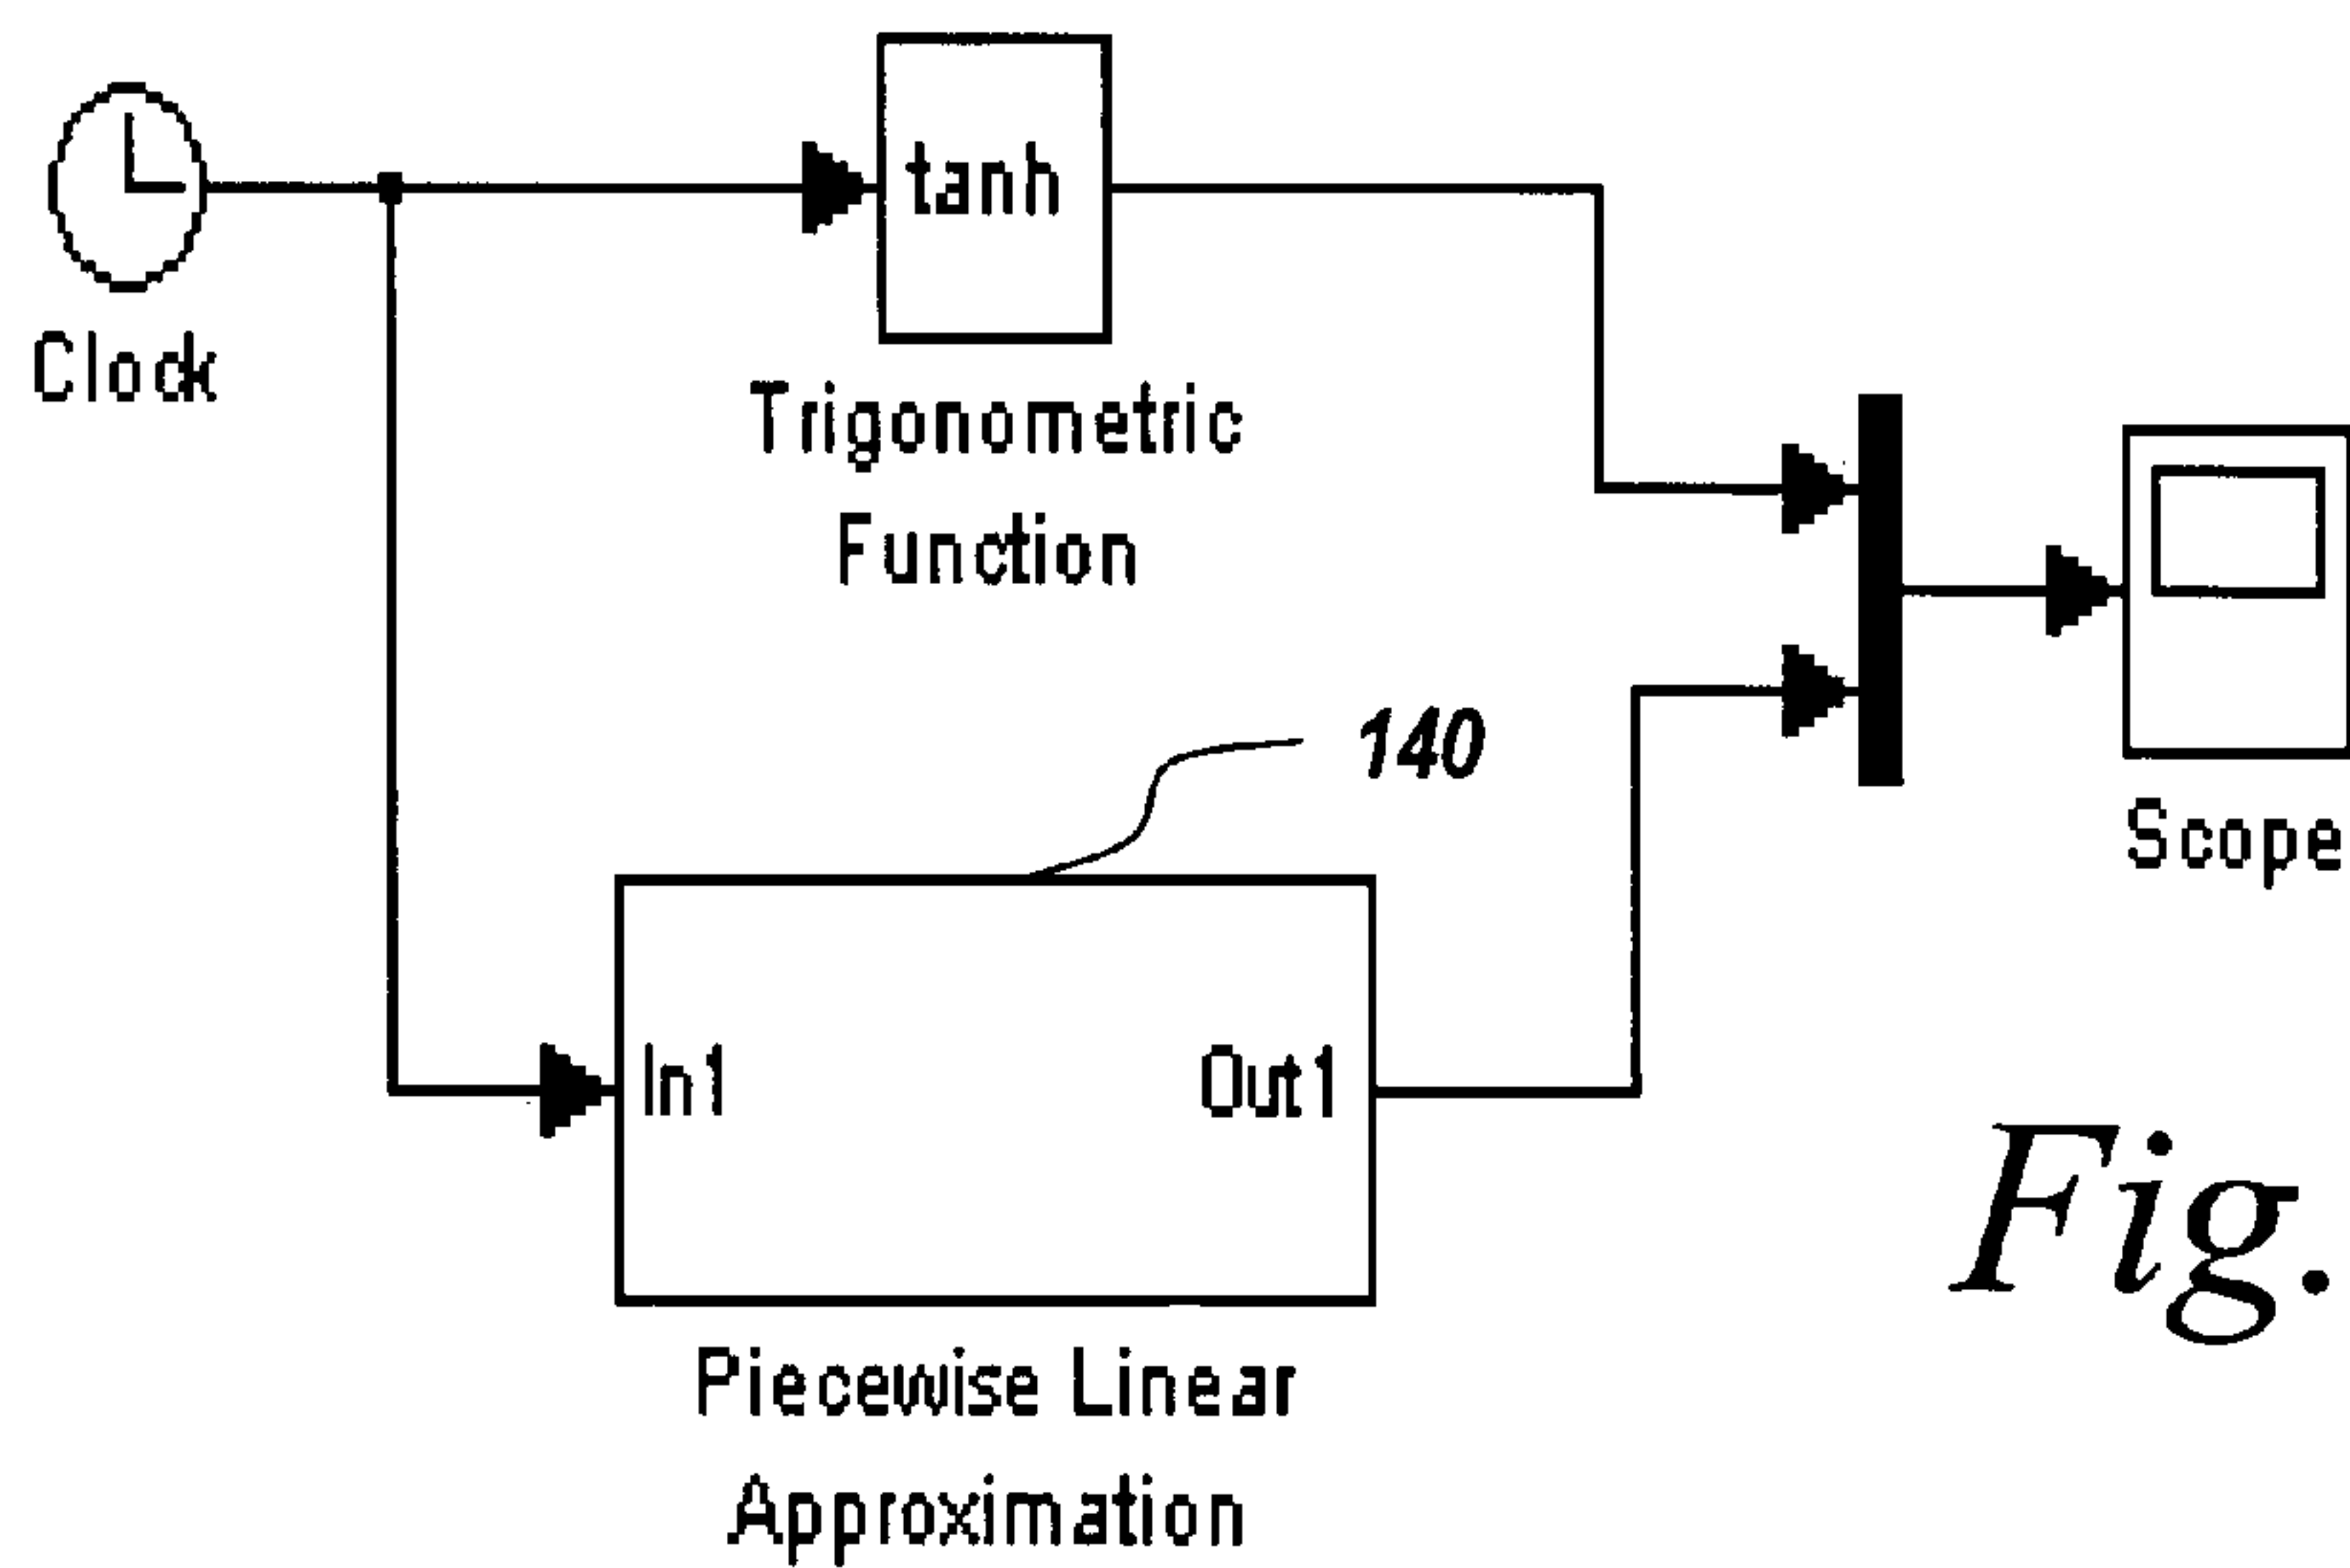 tanh
Clock
Trigonometric
Function
140
Scope
In1
Out1
Fig.
Piecewise Linear
Approximation